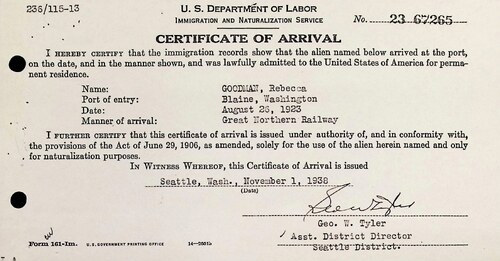 235/115-13
U. S. DEPARTMENT OF LABOR
IMMIGRATION AND NATURALIZATION SERVICE
No. 23 67265
CERTIFICATE OF ARRIVAL
I HEREBY CERTIFY that the immigration records show that the alien named below arrived at the port,
on the date, and in the manner shown, and was lawfully admitted to the United States of America for perma-
nent residence.
Name: GOODMAN, Rebecca
Port of entry: Blaine, Washington
Date: August 25, 1923
Manner of arrival: Great Northern Railway
I FURTHER CERTIFY that this certificate of arrival is issued under authority of, and in conformity with,
the provisions of the Act of June 29, 1906, as amended, solely for the use of the alien herein named and only
for naturalization purposes.
IN WITNESS WHEREOF, this Certificate of Arrival is issued
Seattle, Wash., November 1, 1938
(Date)
Geo W Tyler
Geo. W. Tyler
Asst. District Director
Seattle District.
Form 161-Im. U. S. GOVERNMENT PRINTING OFFICE